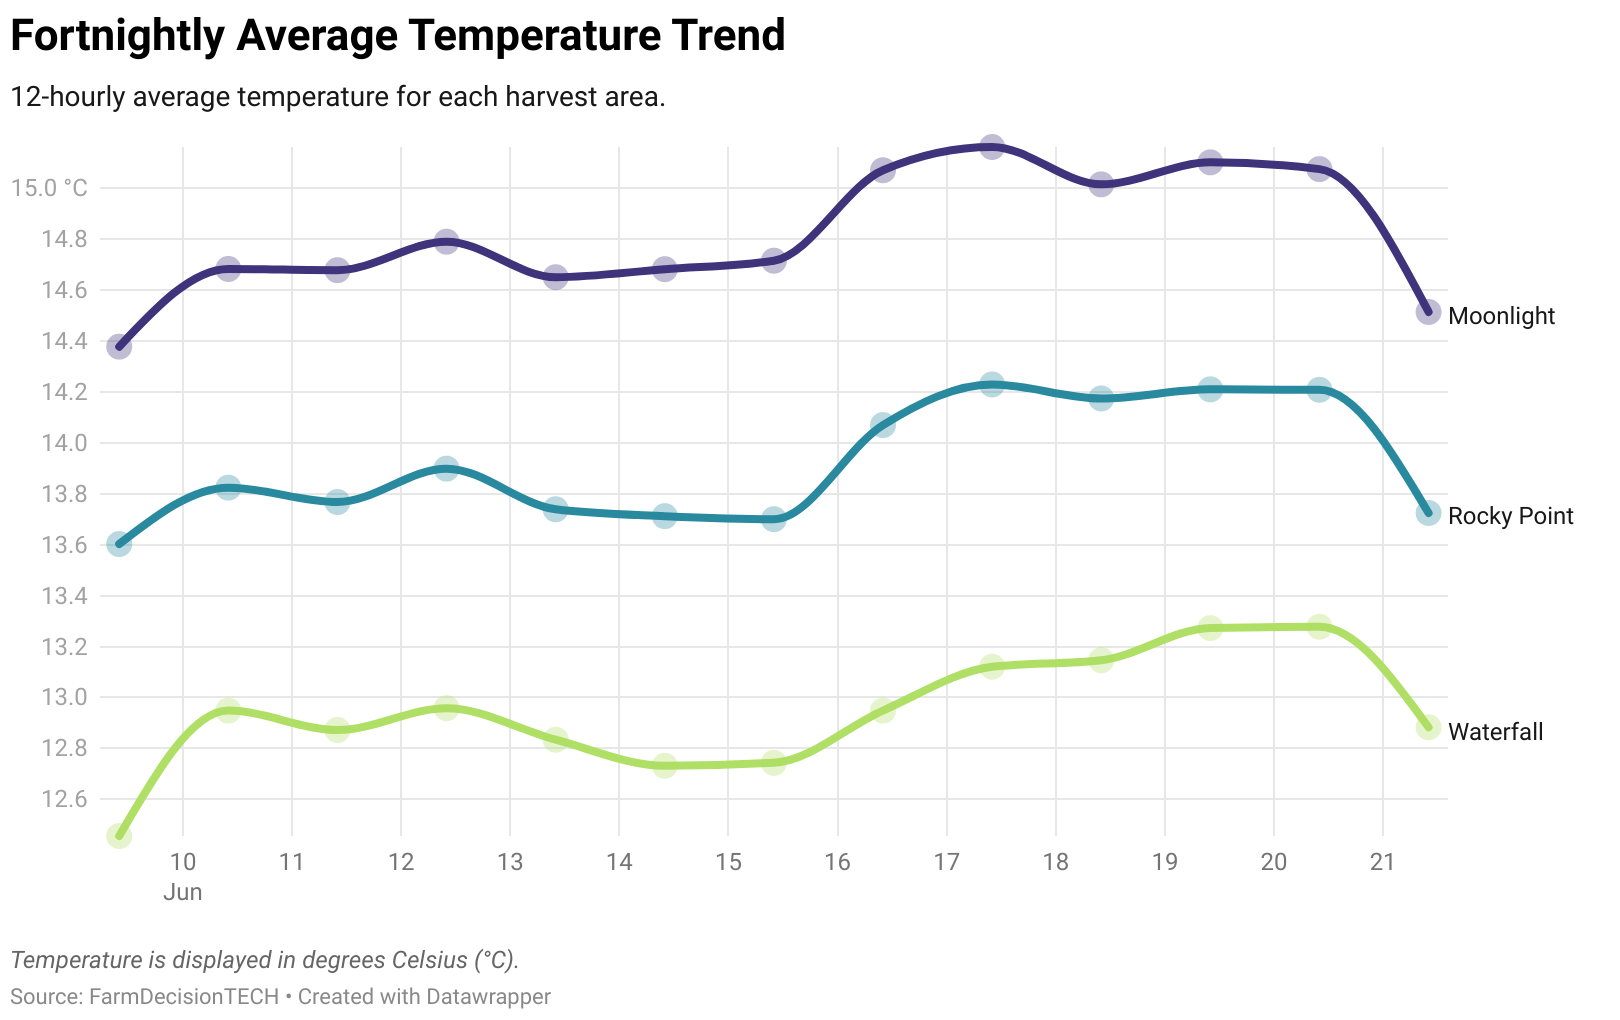 Fortnightly Average Temperature Trend
12-hourly average temperature for each harvest area.
15.0 °C
14.8
14.6
14.4
14.2
14.0
13.8
13.6
13.4
13.2
13.0
12.8
12.6
Moonlight
Rocky Point
Waterfall
10 11 12 13 14 15 16 17 18 19 20 21
Jun
Temperature is displayed in degrees Celsius (°C).
Source: FarmDecisionTECH • Created with Datawrapper